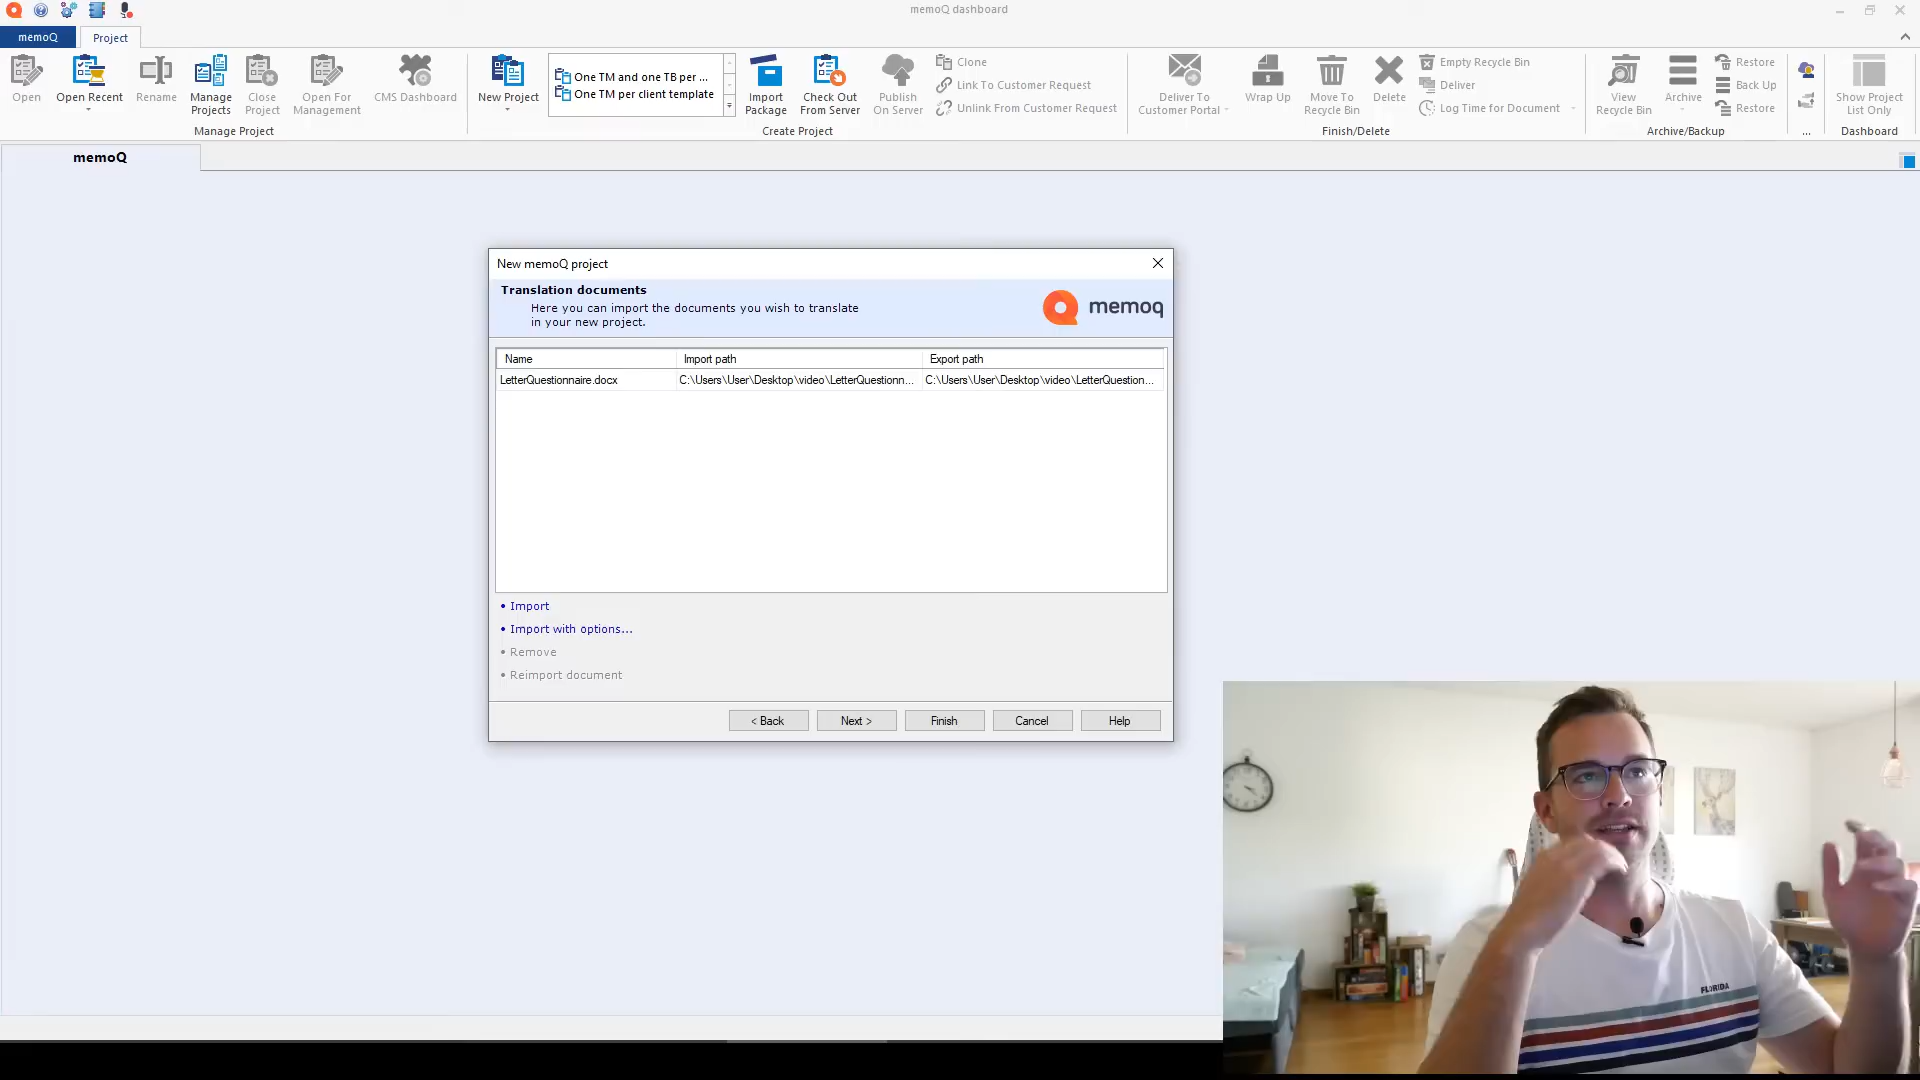 memoQ dashboard
memoQ
Project
Open
Open Recent
Rename
Manage Projects
Close Project
Open For Management
CMS Dashboard
Manage Project
New Project
One TM and one TB per ...
One TM per client template
Import Package
Check Out From Server
Publish On Server
Clone
Link To Customer Request
Unlink From Customer Request
Create Project
Deliver To Customer Portal
Wrap Up
Move To Recycle Bin
Delete
Empty Recycle Bin
Deliver
Log Time for Document
Finish/Delete
View Recycle Bin
Archive
Restore
Back Up
Restore
Archive/Backup
...
Show Project List Only
Dashboard
memoQ
New memoQ project
Translation documents
Here you can import the documents you wish to translate
in your new project.
memoq
Name Import path Export path
LetterQuestionnaire.docx C:\Users\User\Desktop\video\LetterQuestionn... C:\Users\User\Desktop\video\LetterQuestion...
• Import
• Import with options...
• Remove
• Reimport document
< Back Next > Finish Cancel Help
FLORIDA